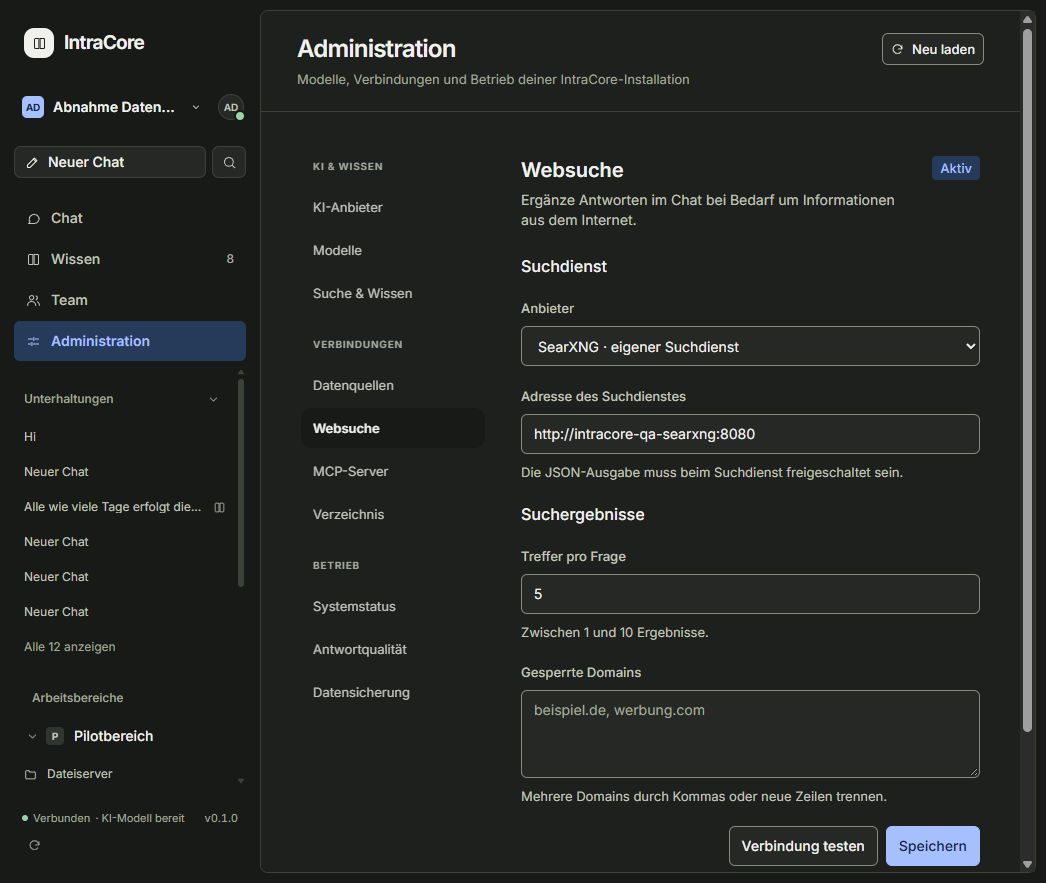 IntraCore
AD Abnahme Daten... AD
Neuer Chat
Chat
Wissen 8
Team
Administration
Unterhaltungen
Hi
Neuer Chat
Alle wie viele Tage erfolgt die...
Neuer Chat
Neuer Chat
Neuer Chat
Alle 12 anzeigen
Arbeitsbereiche
P Pilotbereich
Dateiserver
Verbunden · KI-Modell bereit v0.1.0
Administration
Neu laden
Modelle, Verbindungen und Betrieb deiner IntraCore-Installation
KI & WISSEN
KI-Anbieter
Modelle
Suche & Wissen
VERBINDUNGEN
Datenquellen
Websuche
MCP-Server
Verzeichnis
BETRIEB
Systemstatus
Antwortqualität
Datensicherung
Websuche
Aktiv
Ergänze Antworten im Chat bei Bedarf um Informationen
aus dem Internet.
Suchdienst
Anbieter
SearXNG · eigener Suchdienst
Adresse des Suchdienstes
http://intracore-qa-searxng:8080
Die JSON-Ausgabe muss beim Suchdienst freigeschaltet sein.
Suchergebnisse
Treffer pro Frage
5
Zwischen 1 und 10 Ergebnisse.
Gesperrte Domains
beispiel.de, werbung.com
Mehrere Domains durch Kommas oder neue Zeilen trennen.
Verbindung testen
Speichern